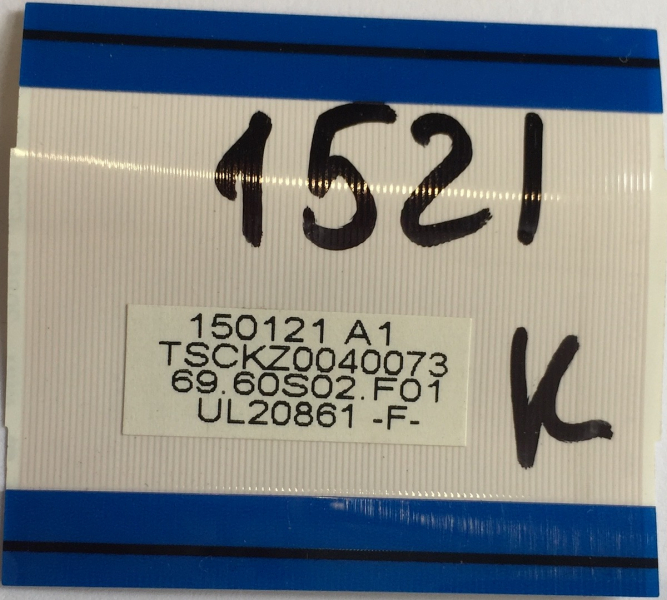 1521
150121 A1
TSCKZ0040073
69.60S02.F01
UL20861 -F-
K